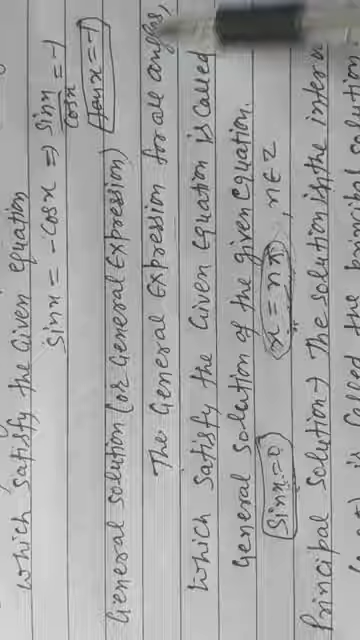 which satisfy the Given equation
sinx = -cosx ⇒ sinx/cosx = -1
tanx = -1
General solution (or General Expression)
The General Expression for all angles,
which satisfy the Given Equation is called
General solution of the given equation.
sinx=0 x = nπ, n∈Z
Principal solution → The solution in the
is called the principal solution